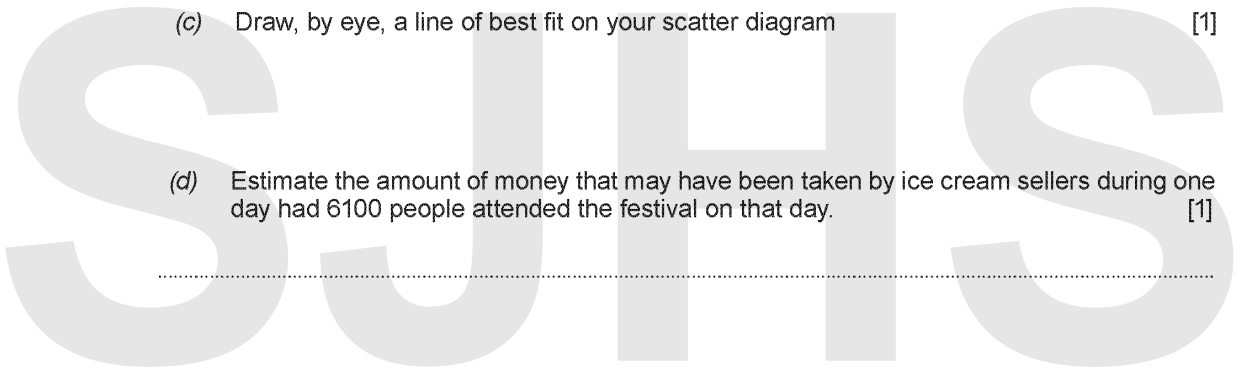 (c) Draw, by eye, a line of best fit on your scatter diagram [1]
(d) Estimate the amount of money that may have been taken by ice cream sellers during one
day had 6100 people attended the festival on that day. [1]
SJHS